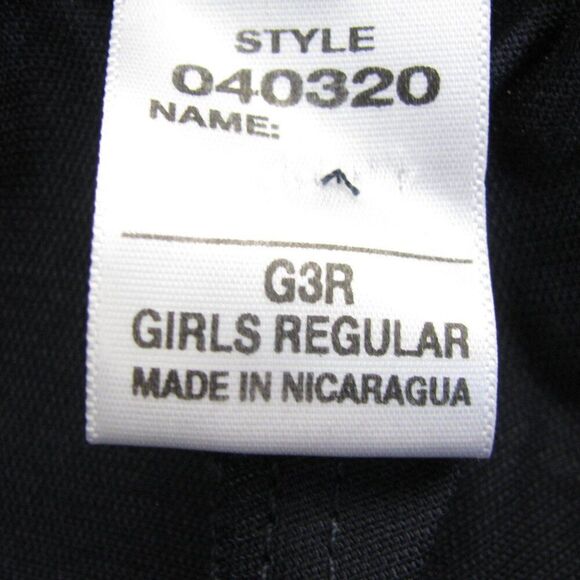 STYLE
040320
NAME:
G3R
GIRLS REGULAR
MADE IN NICARAGUA